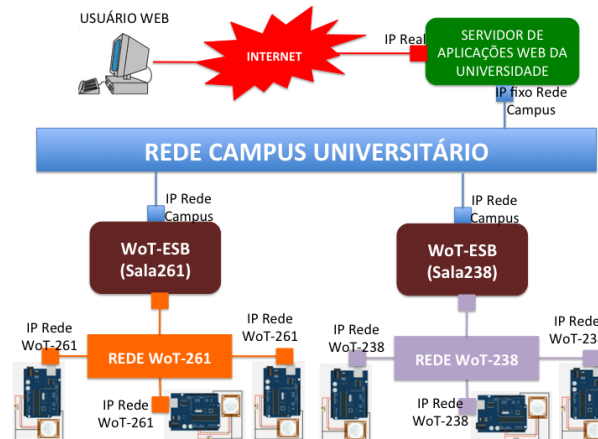 USUÁRIO WEB
INTERNET
IP Real
SERVIDOR DE
APLICAÇÕES WEB DA
UNIVERSIDADE
IP fixo Rede
Campus
REDE CAMPUS UNIVERSITÁRIO
IP Rede
Campus
IP Rede
Campus
WoT-ESB
(Sala261)
WoT-ESB
(Sala238)
IP Rede
WoT-261
REDE WoT-261
IP Rede
WoT-261
IP Rede
WoT-261
IP Rede
WoT-238
REDE WoT-238
IP Rede
WoT-238
IP Rede
WoT-23